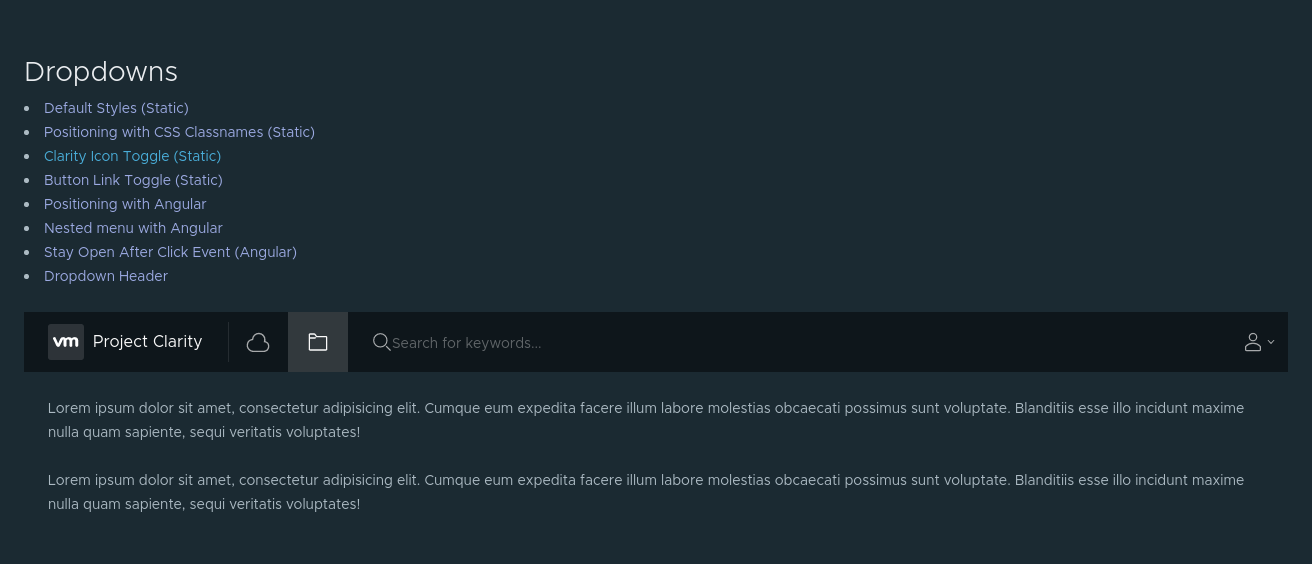 Dropdowns
Default Styles (Static)
Positioning with CSS Classnames (Static)
Clarity Icon Toggle (Static)
Button Link Toggle (Static)
Positioning with Angular
Nested menu with Angular
Stay Open After Click Event (Angular)
Dropdown Header
vm Project Clarity Search for keywords...
Lorem ipsum dolor sit amet, consectetur adipisicing elit. Cumque eum expedita facere illum labore molestias obcaecati possimus sunt voluptate. Blanditiis esse illo incidunt maxime
nulla quam sapiente, sequi veritatis voluptates!
Lorem ipsum dolor sit amet, consectetur adipisicing elit. Cumque eum expedita facere illum labore molestias obcaecati possimus sunt voluptate. Blanditiis esse illo incidunt maxime
nulla quam sapiente, sequi veritatis voluptates!